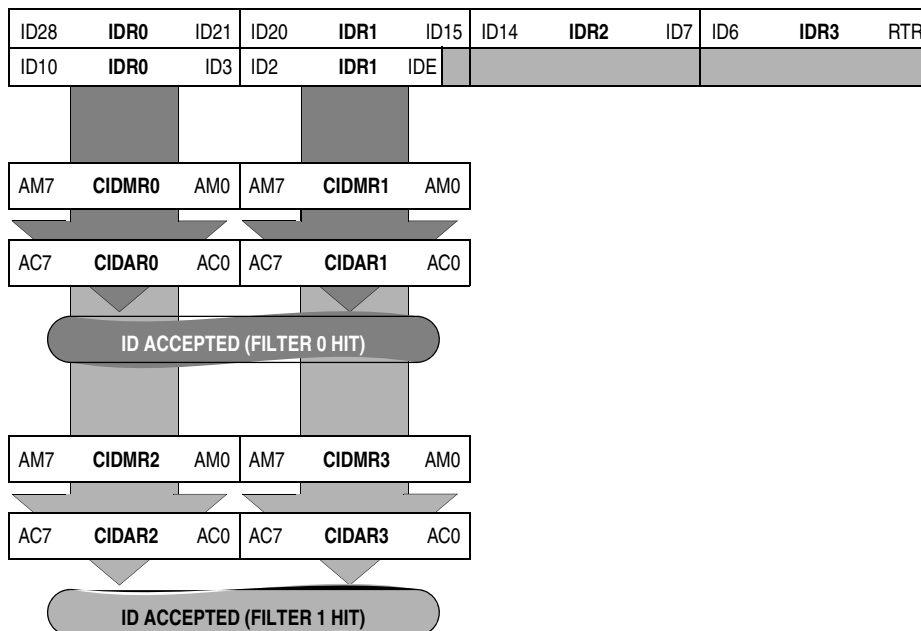 ID28 IDR0 ID21 ID20 IDR1 ID15 ID14 IDR2 ID7 ID6 IDR3 RTR
ID10 IDR0 ID3 ID2 IDR1 IDE
AM7 CIDMR0 AM0 AM7 CIDMR1 AM0
AC7 CIDAR0 AC0 AC7 CIDAR1 AC0
ID ACCEPTED (FILTER 0 HIT)
AM7 CIDMR2 AM0 AM7 CIDMR3 AM0
AC7 CIDAR2 AC0 AC7 CIDAR3 AC0
ID ACCEPTED (FILTER 1 HIT)